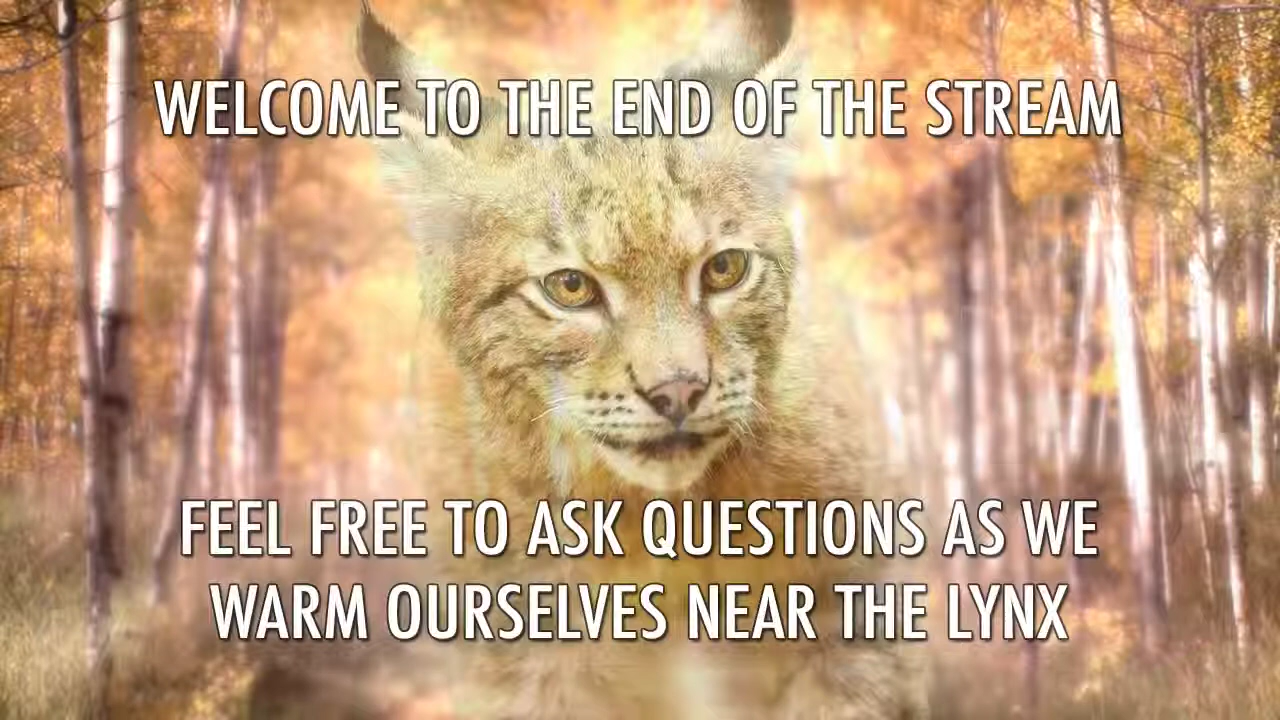 WELCOME TO THE END OF THE STREAM
FEEL FREE TO ASK QUESTIONS AS WE
WARM OURSELVES NEAR THE LYNX